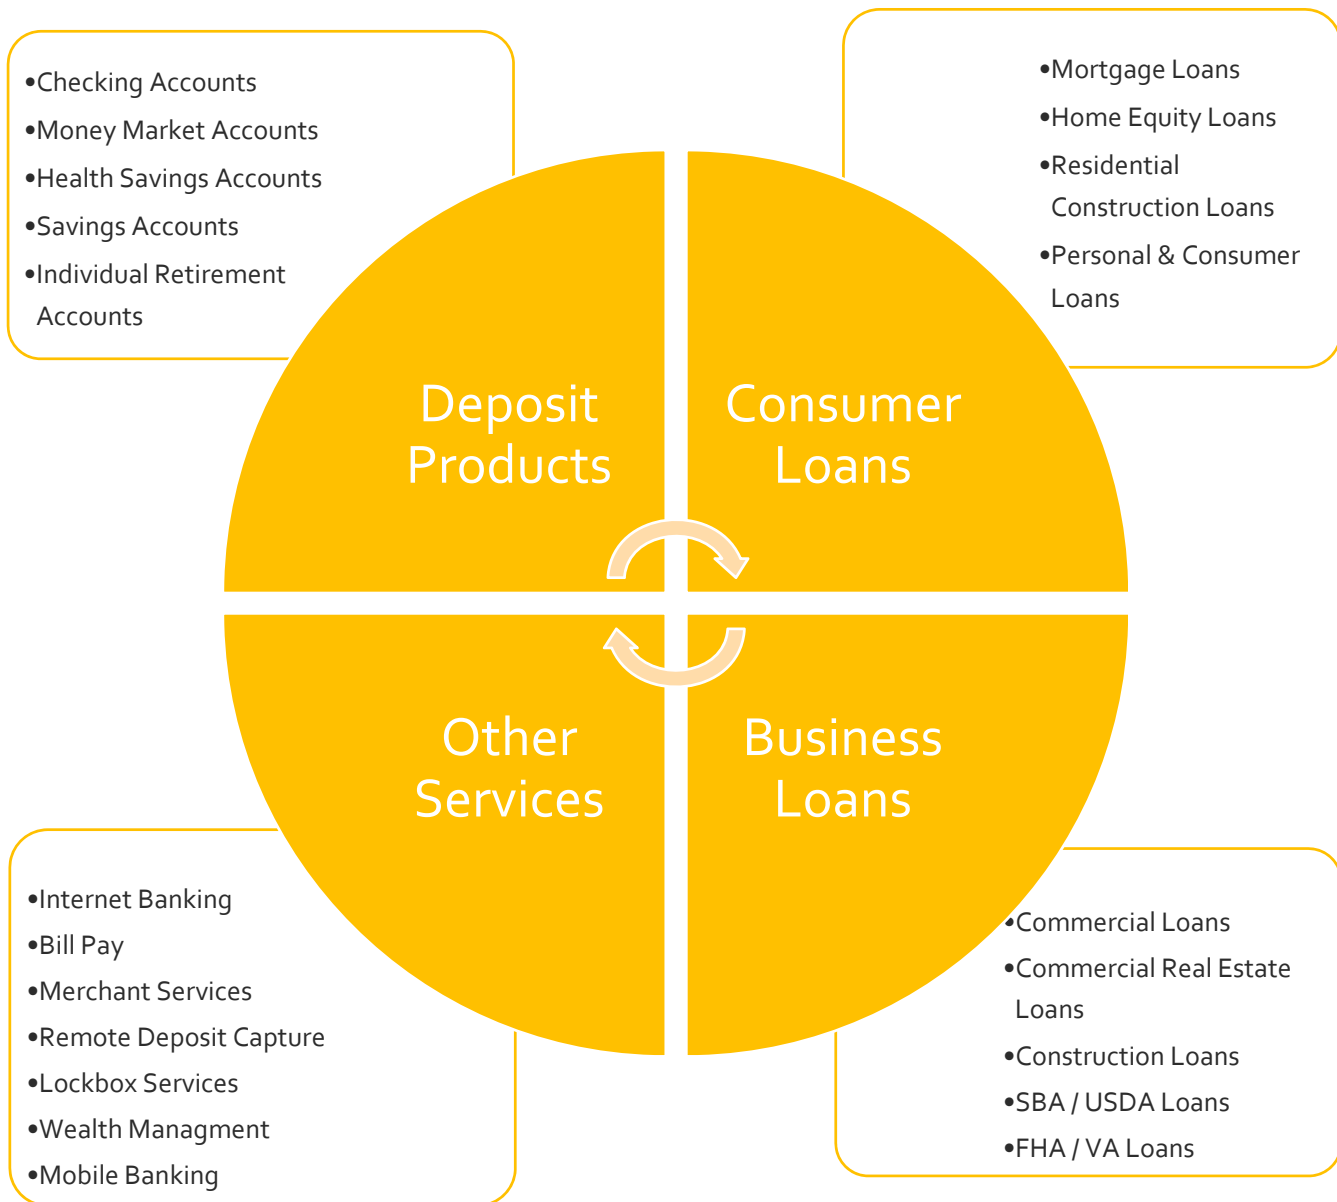 •Checking Accounts
•Money Market Accounts
•Health Savings Accounts
•Savings Accounts
•Individual Retirement
Accounts
•Mortgage Loans
•Home Equity Loans
•Residential
Construction Loans
•Personal & Consumer
Loans
Deposit
Products
Consumer
Loans
Other
Services
Business
Loans
•Internet Banking
•Bill Pay
•Merchant Services
•Remote Deposit Capture
•Lockbox Services
•Wealth Managment
•Mobile Banking
•Commercial Loans
•Commercial Real Estate
Loans
•Construction Loans
•SBA / USDA Loans
•FHA / VA Loans